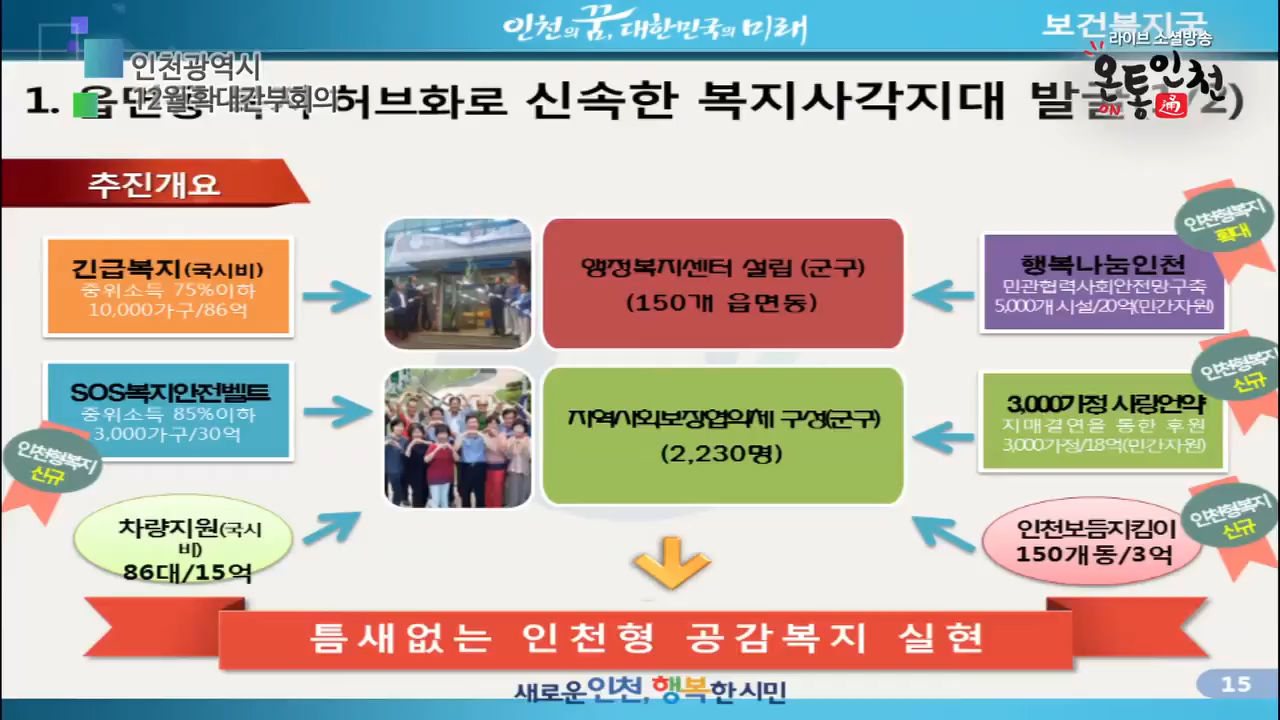 인천의 꿈, 대한민국의 미래
보건복지국
라이브 소셜방송
온통인천
ON 通
인천광역시
12월확대간부회의
1. 허브화로 신속한 복지사각지대 2)
추진개요
긴급복지(국시비)
중위소득 75%이하
10,000가구/86억
SOS복지안전벨트
중위소득 85%이하
3,000가구/30억
인천형복지
신규
차량지원(국시
비)
86대/15억
행정복지센터 설립 (군구)
(150개 읍면동)
지역사회보장협의체 구성(군구)
(2,230명)
인천형복지
확대
행복나눔인천
민관협력사회안전망구축
5,000개 시설/20억(민간자원)
인천형복지
신규
3,000가정 사랑언약
지매결연을 통한 후원
3,000가정/18억(민간자원)
인천형복지
신규
인천보듬지킴이
150개동/3억
틈새없는 인천형 공감복지 실현
새로운 인천, 행복한 시민
15